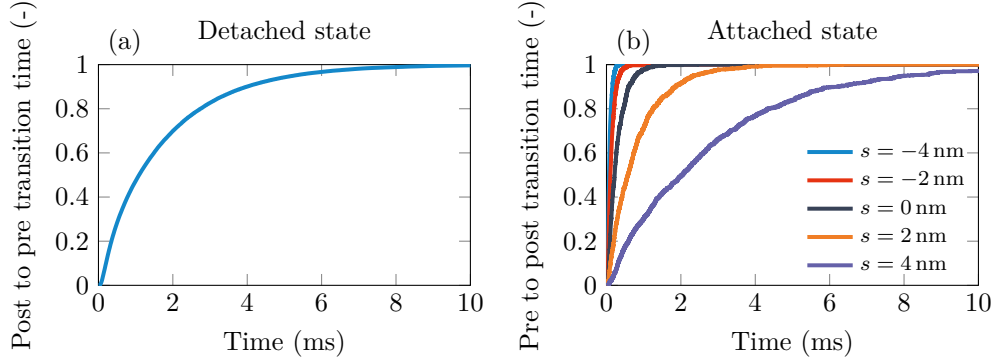 (a)
Detached state
Post to pre transition time (-)
1
0.8
0.6
0.4
0.2
0
0
2
4
6
8
10
Time (ms)
(b)
Attached state
Pre to post transition time (-)
1
0.8
0.6
0.4
0.2
0
s = −4 nm
s = −2 nm
s = 0 nm
s = 2 nm
s = 4 nm
0
2
4
6
8
10
Time (ms)